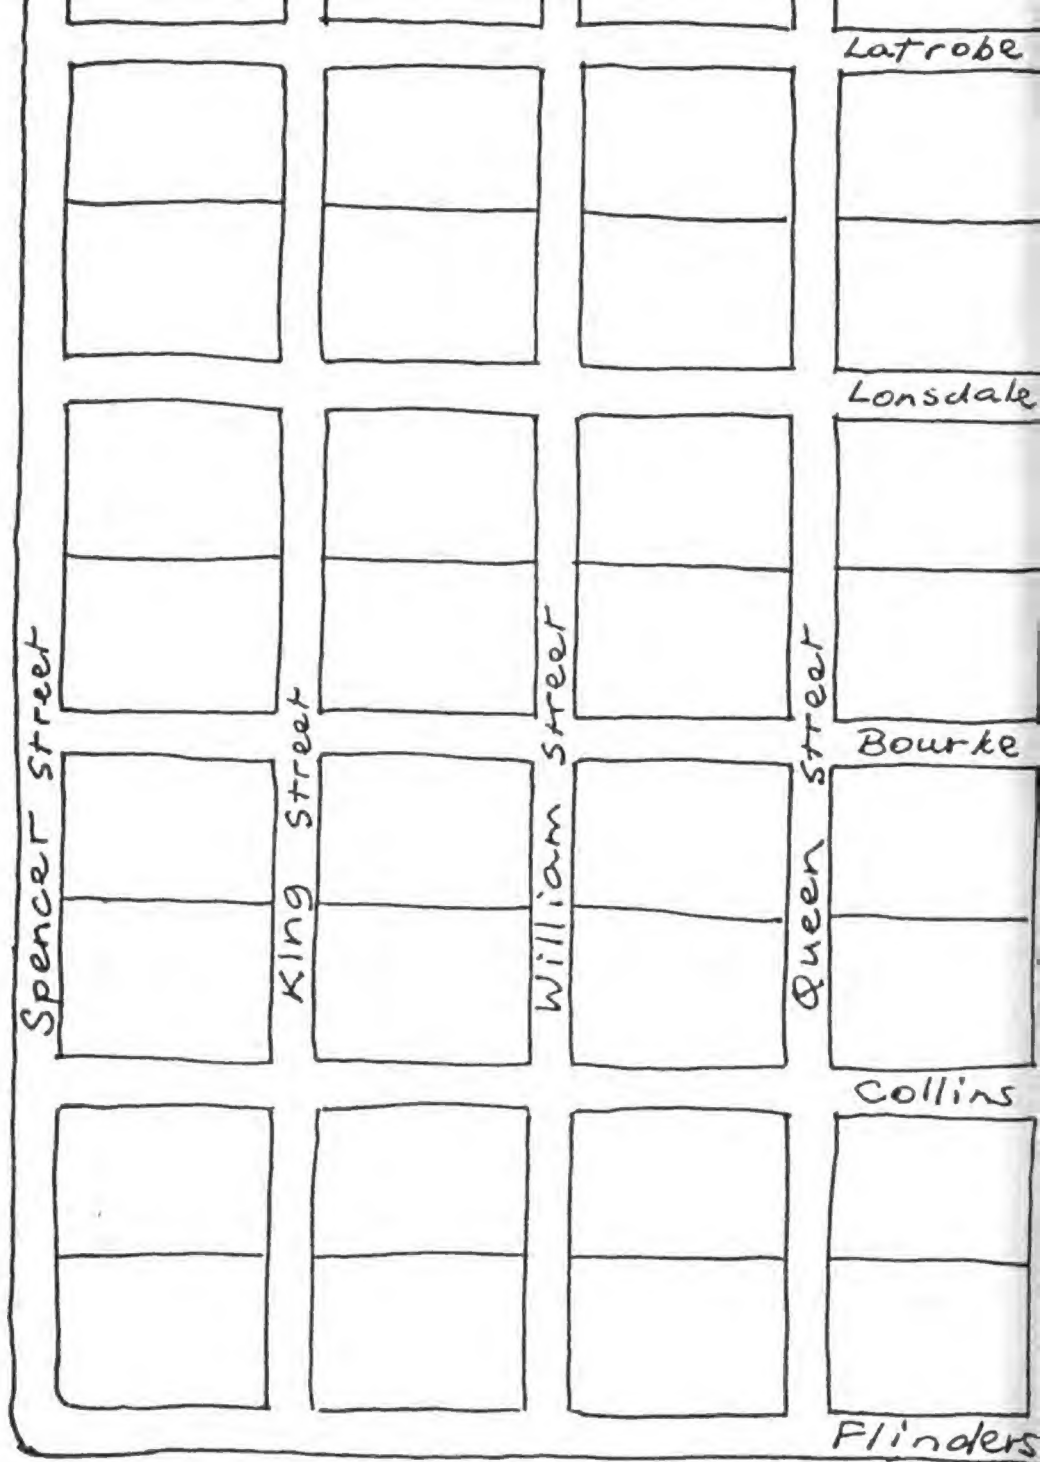 Latrobe
Lonsdale
Spencer Street
King Street
William Street
Queen Street
Bourke
Collins
Flinders